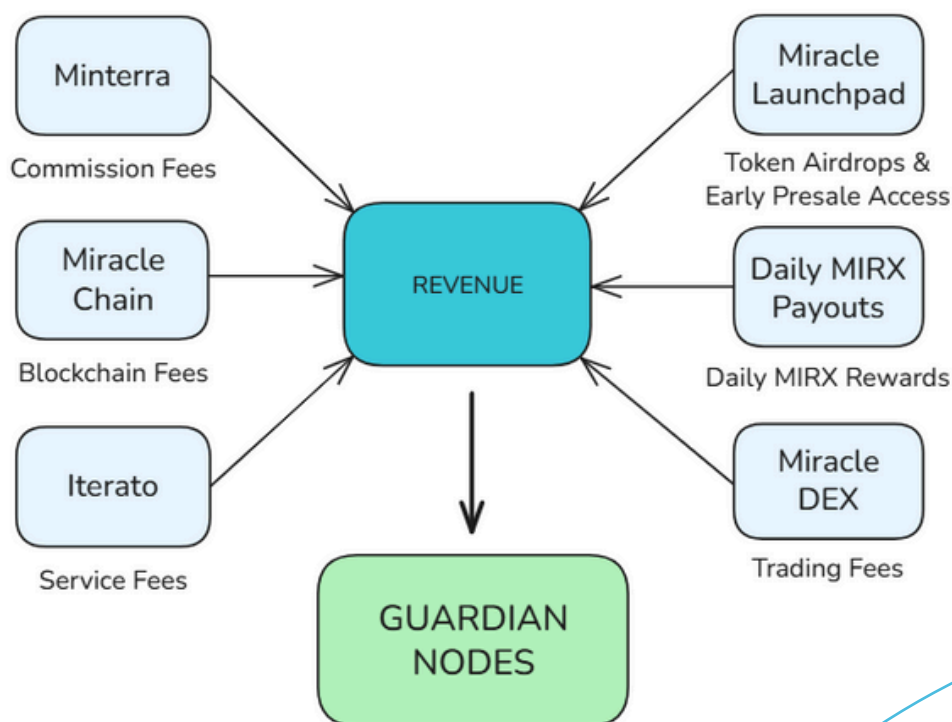 Minterra
Commission Fees
Miracle
Chain
Blockchain Fees
Iterato
Service Fees
REVENUE
GUARDIAN
NODES
Miracle
Launchpad
Token Airdrops &
Early Presale Access
Daily MIRX
Payouts
Daily MIRX Rewards
Miracle
DEX
Trading Fees